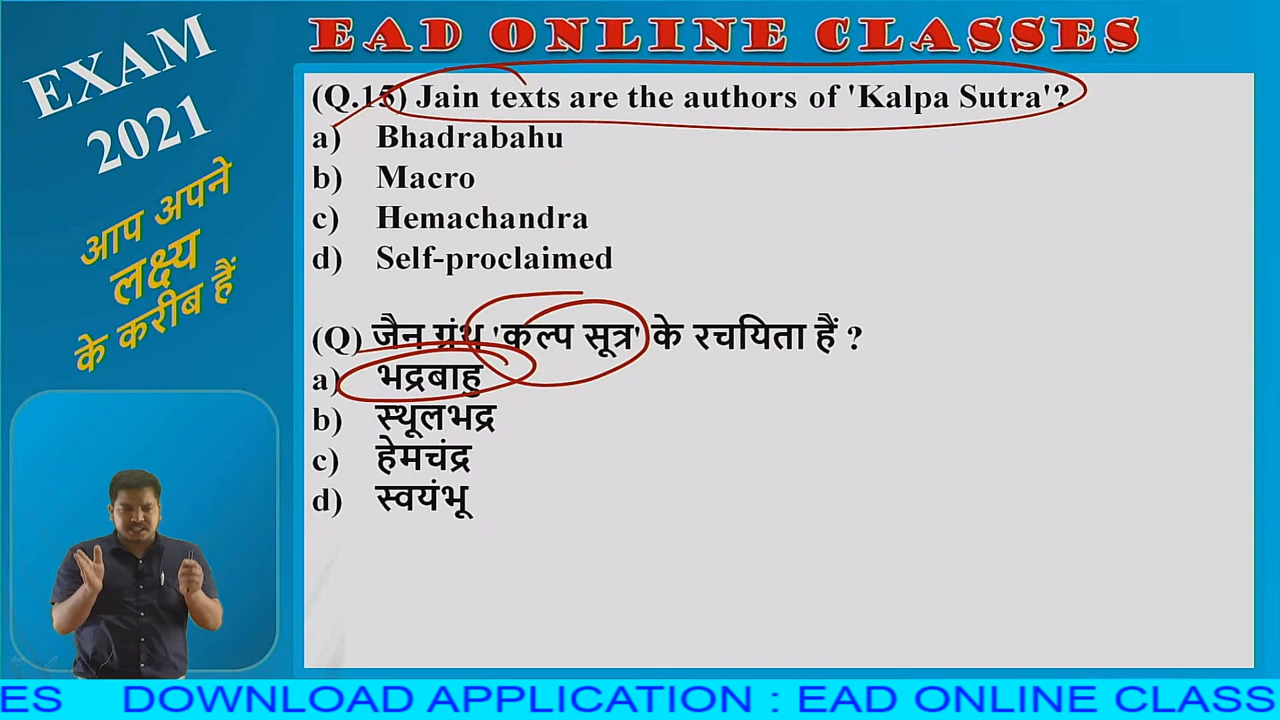 EXAM
2021
आप अपने
लक्ष्य
के करीब हैं
EAD ONLINE CLASSES
(Q.15) Jain texts are the authors of 'Kalpa Sutra'?
a) Bhadrabahu
b) Macro
c) Hemachandra
d) Self-proclaimed
(Q) जैन ग्रंथ 'कल्प सूत्र' के रचयिता हैं ?
a) भद्रबाहु
b) स्थूलभद्र
c) हेमचंद्र
d) स्वयंभू
ES DOWNLOAD APPLICATION : EAD ONLINE CLASS